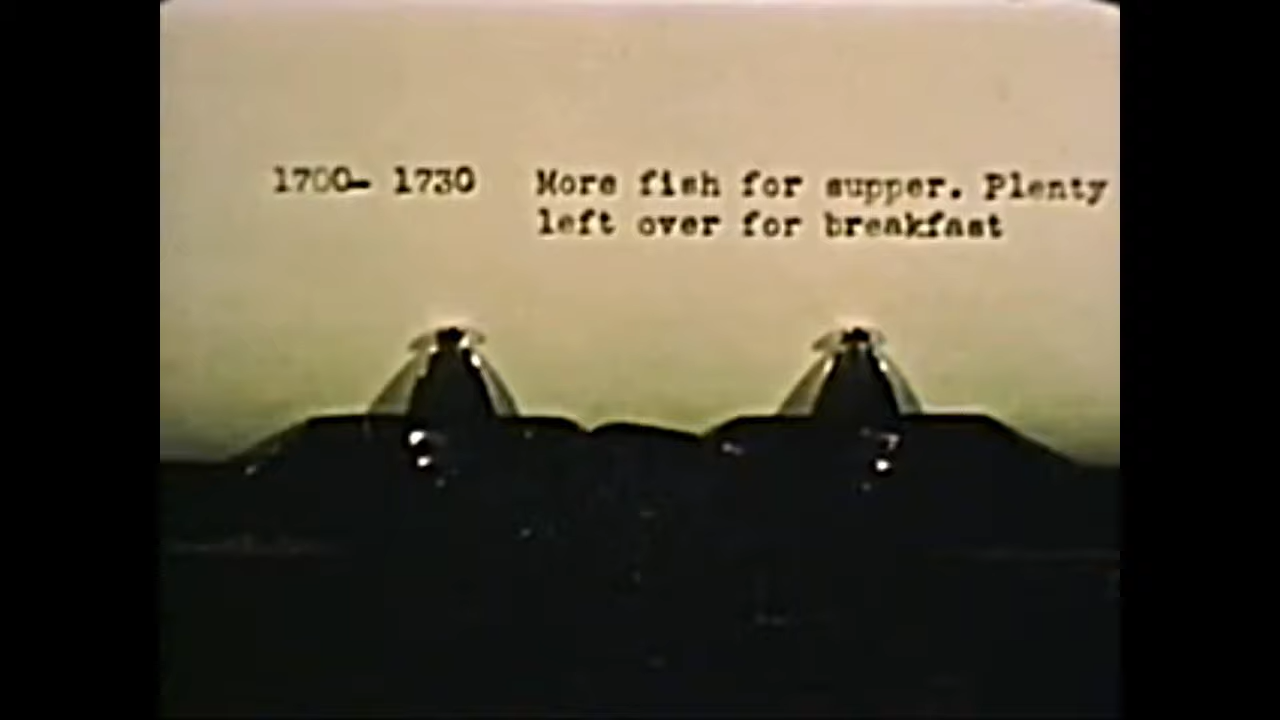 1700- 1730 More fish for supper. Plenty
left over for breakfast